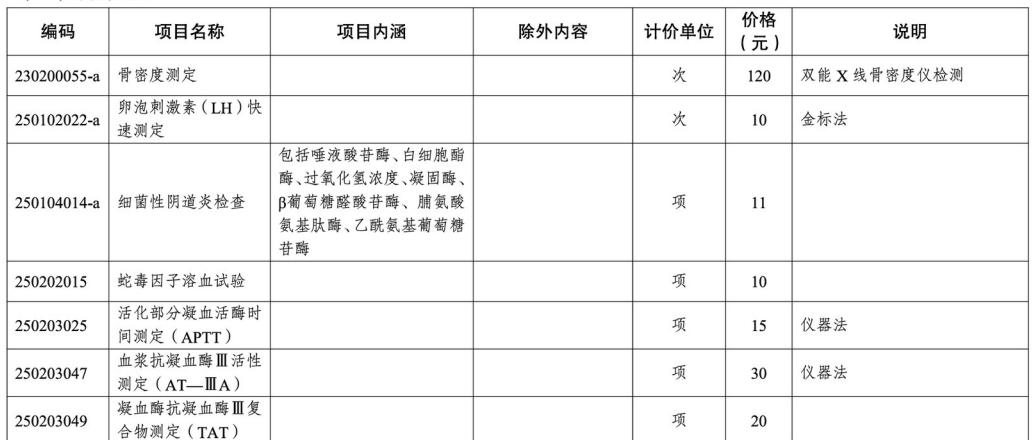 编码 项目名称 项目内涵 除外内容 计价单位 价格（元） 说明
230200055-a 骨密度测定 次 120 双能 X 线骨密度仪检测
250102022-a 卵泡刺激素（LH）快
速测定 次 10 金标法
250104014-a 细菌性阴道炎检查 包括唾液酸苷酶、白细胞酯
酶、过氧化氢浓度、凝固酶、
β葡萄糖醛酸苷酶、脯氨酸
氨基肽酶、乙酰氨基葡萄糖
苷酶 项 11
250202015 蛇毒因子溶血试验 项 10
250203025 活化部分凝血活酶时
间测定（APTT） 项 15 仪器法
250203047 血浆抗凝血酶Ⅲ活性
测定（AT—ⅢA） 项 30 仪器法
250203049 凝血酶抗凝血酶Ⅲ复
合物测定（TAT） 项 20